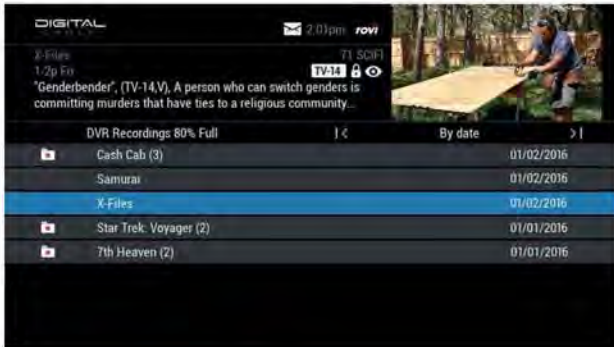 DIGITAL
CABLE
2:01pm rovi
X-Files 71 SCIFI
1-2p Fri TV-14
"Genderbender", (TV-14,V), A person who can switch genders is
committing murders that have ties to a religious community...
DVR Recordings 80% Full |< By date >|
Cash Cab (3) 01/02/2016
Samurai 01/02/2016
X-Files 01/02/2016
Star Trek: Voyager (2) 01/01/2016
7th Heaven (2) 01/01/2016